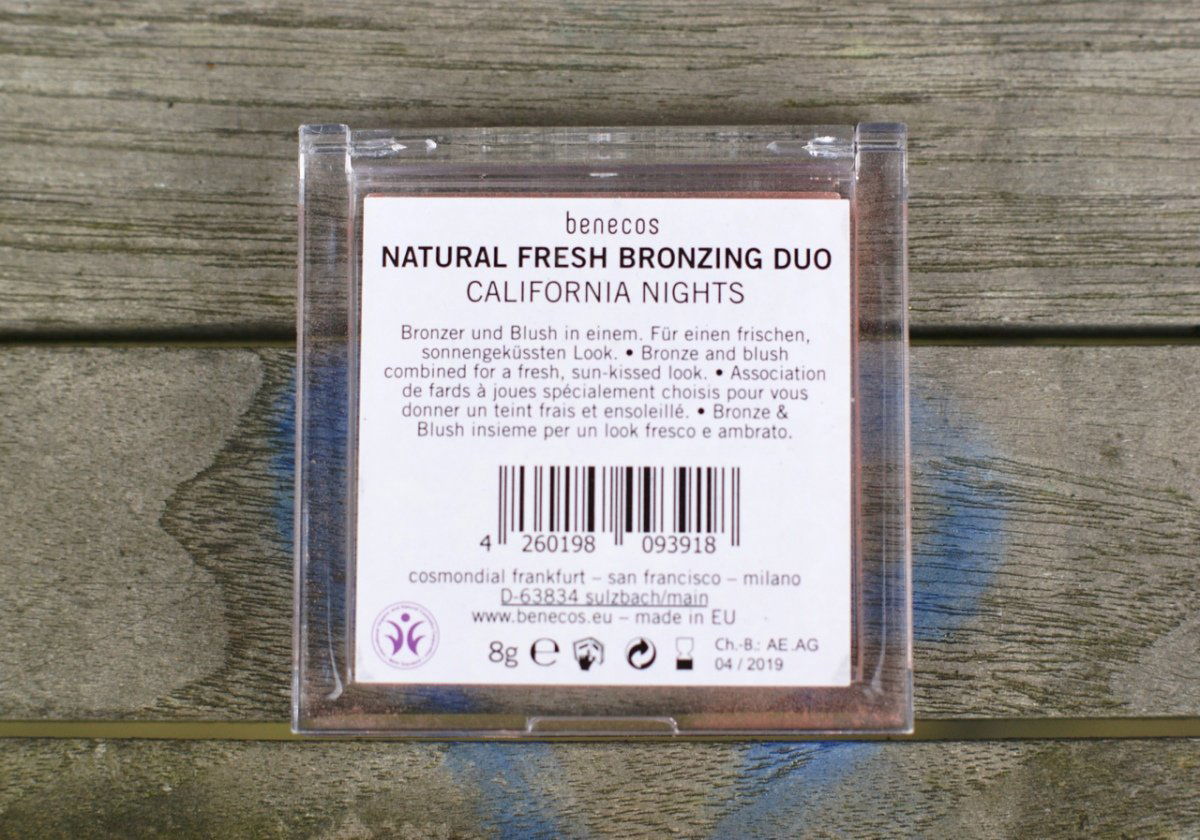 benecos
NATURAL FRESH BRONZING DUO
CALIFORNIA NIGHTS
Bronzer und Blush in einem. Für einen frischen,
sonnengeküssten Look. • Bronze and blush
combined for a fresh, sun-kissed look. • Association
de fards à joues spécialement choisis pour vous
donner un teint frais et ensoleillé. • Bronze &
Blush insieme per un look fresco e ambrato.
4 260198 093918
cosmondial frankfurt – san francisco – milano
D-63834 sulzbach/main
www.benecos.eu – made in EU
8g e
Ch.-B.: AE.AG
04 / 2019